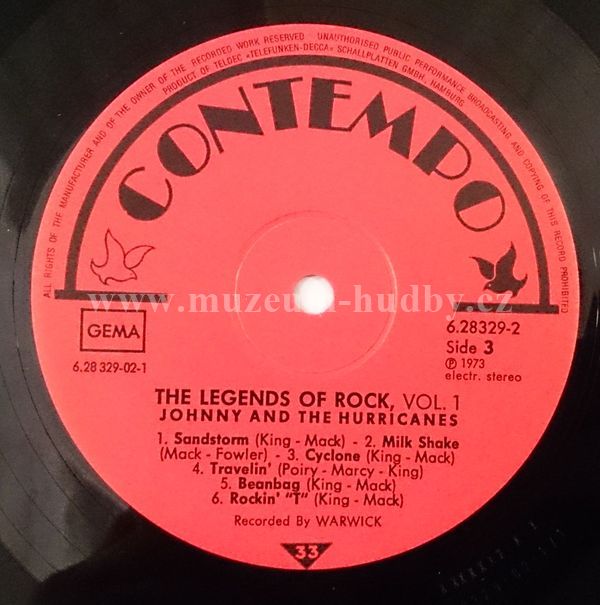 ALL RIGHTS OF THE MANUFACTURER AND OF THE OWNER OF THE RECORDED WORK RESERVED · UNAUTHORISED PUBLIC PERFORMANCE BROADCASTING AND COPYING OF THIS RECORD PROHIBITED
PRODUCT OF TELDEC «TELEFUNKEN-DECCA» SCHALLPLATTEN GMBH, HAMBURG
CONTEMPO
www.muzeum-hudby.cz
GEMA
6.28 329-02-1
6.28329-2
Side 3
Ⓟ 1973
electr. stereo
THE LEGENDS OF ROCK, VOL. 1
JOHNNY AND THE HURRICANES
1. Sandstorm (King - Mack) - 2. Milk Shake
(Mack - Fowler) - 3. Cyclone (King - Mack)
4. Travelin' (Poiry - Marcy - King)
5. Beanbag (King - Mack)
6. Rockin' "T" (King - Mack)
Recorded By WARWICK
33